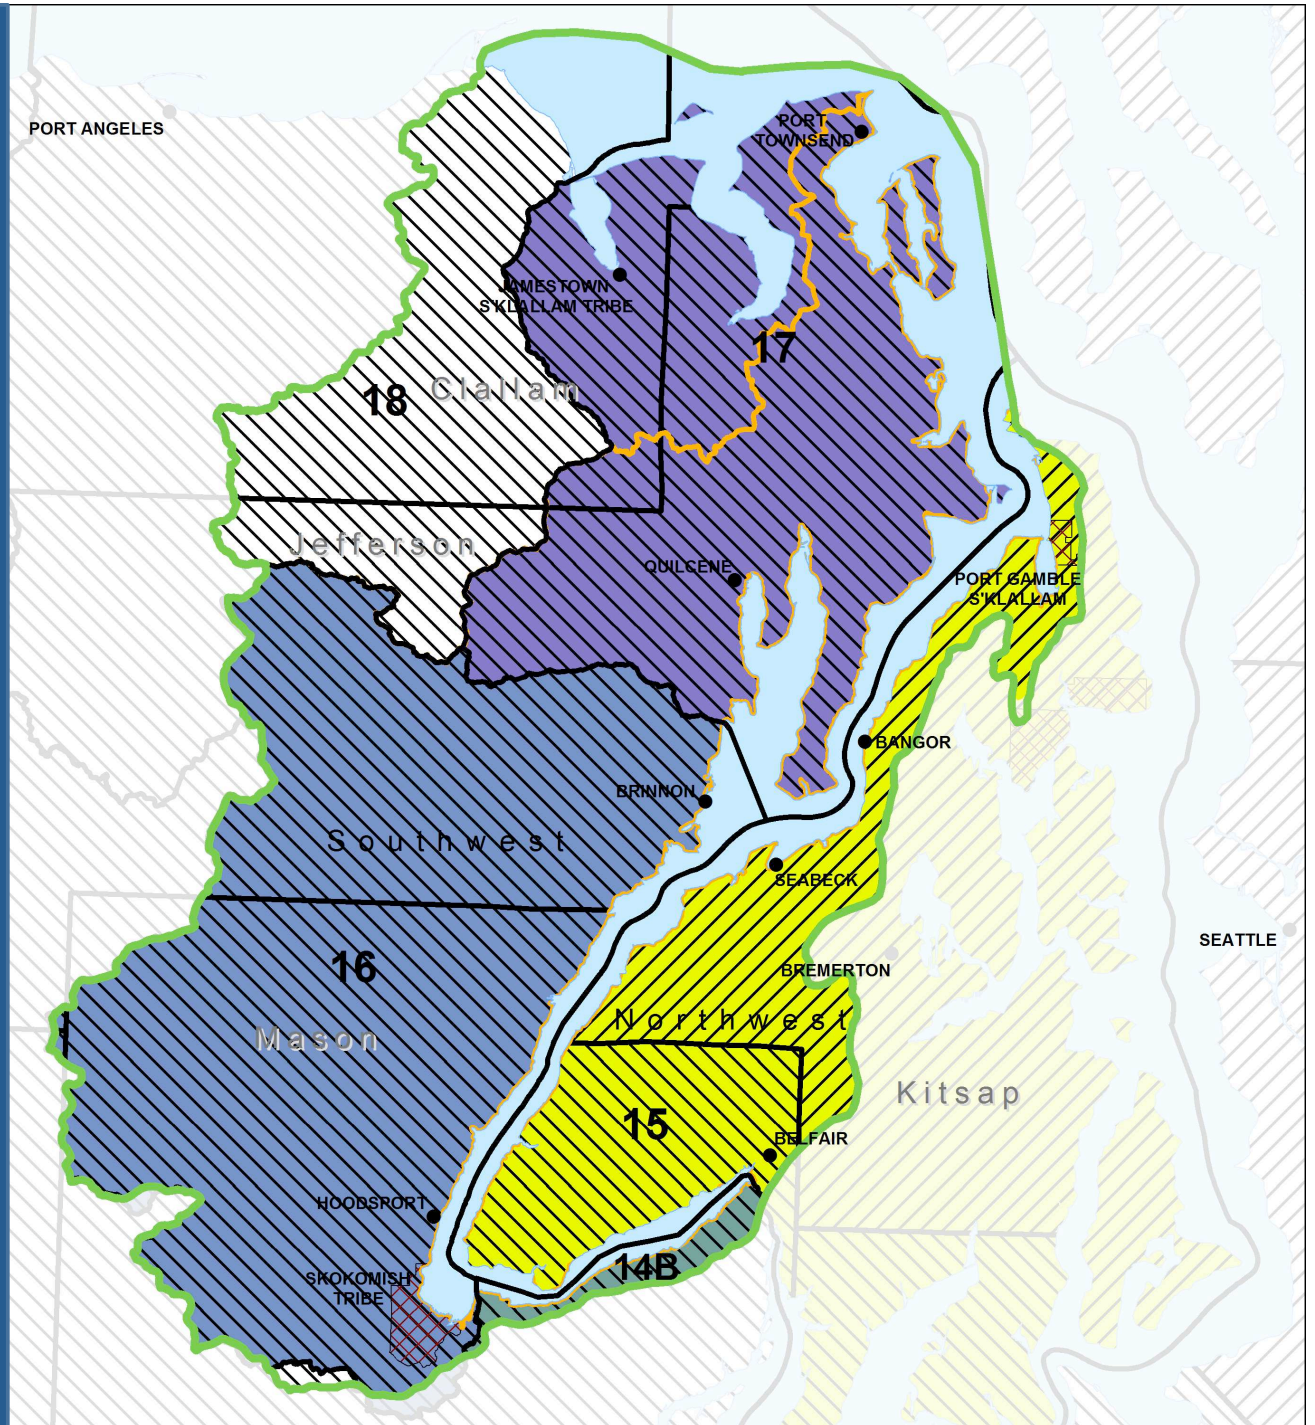 PORT ANGELES
PORT
TOWNSEND
JAMESTOWN
S'KLALLAM TRIBE
17
18
Clallam
Jefferson
QUILCENE
PORT GAMBLE
S'KLALLAM
BANGOR
BRINNON
Southwest
SEABECK
SEATTLE
16
BREMERTON
Northwest
Mason
Kitsap
15
BELFAIR
HOODSPORT
14B
SKOKOMISH
TRIBE